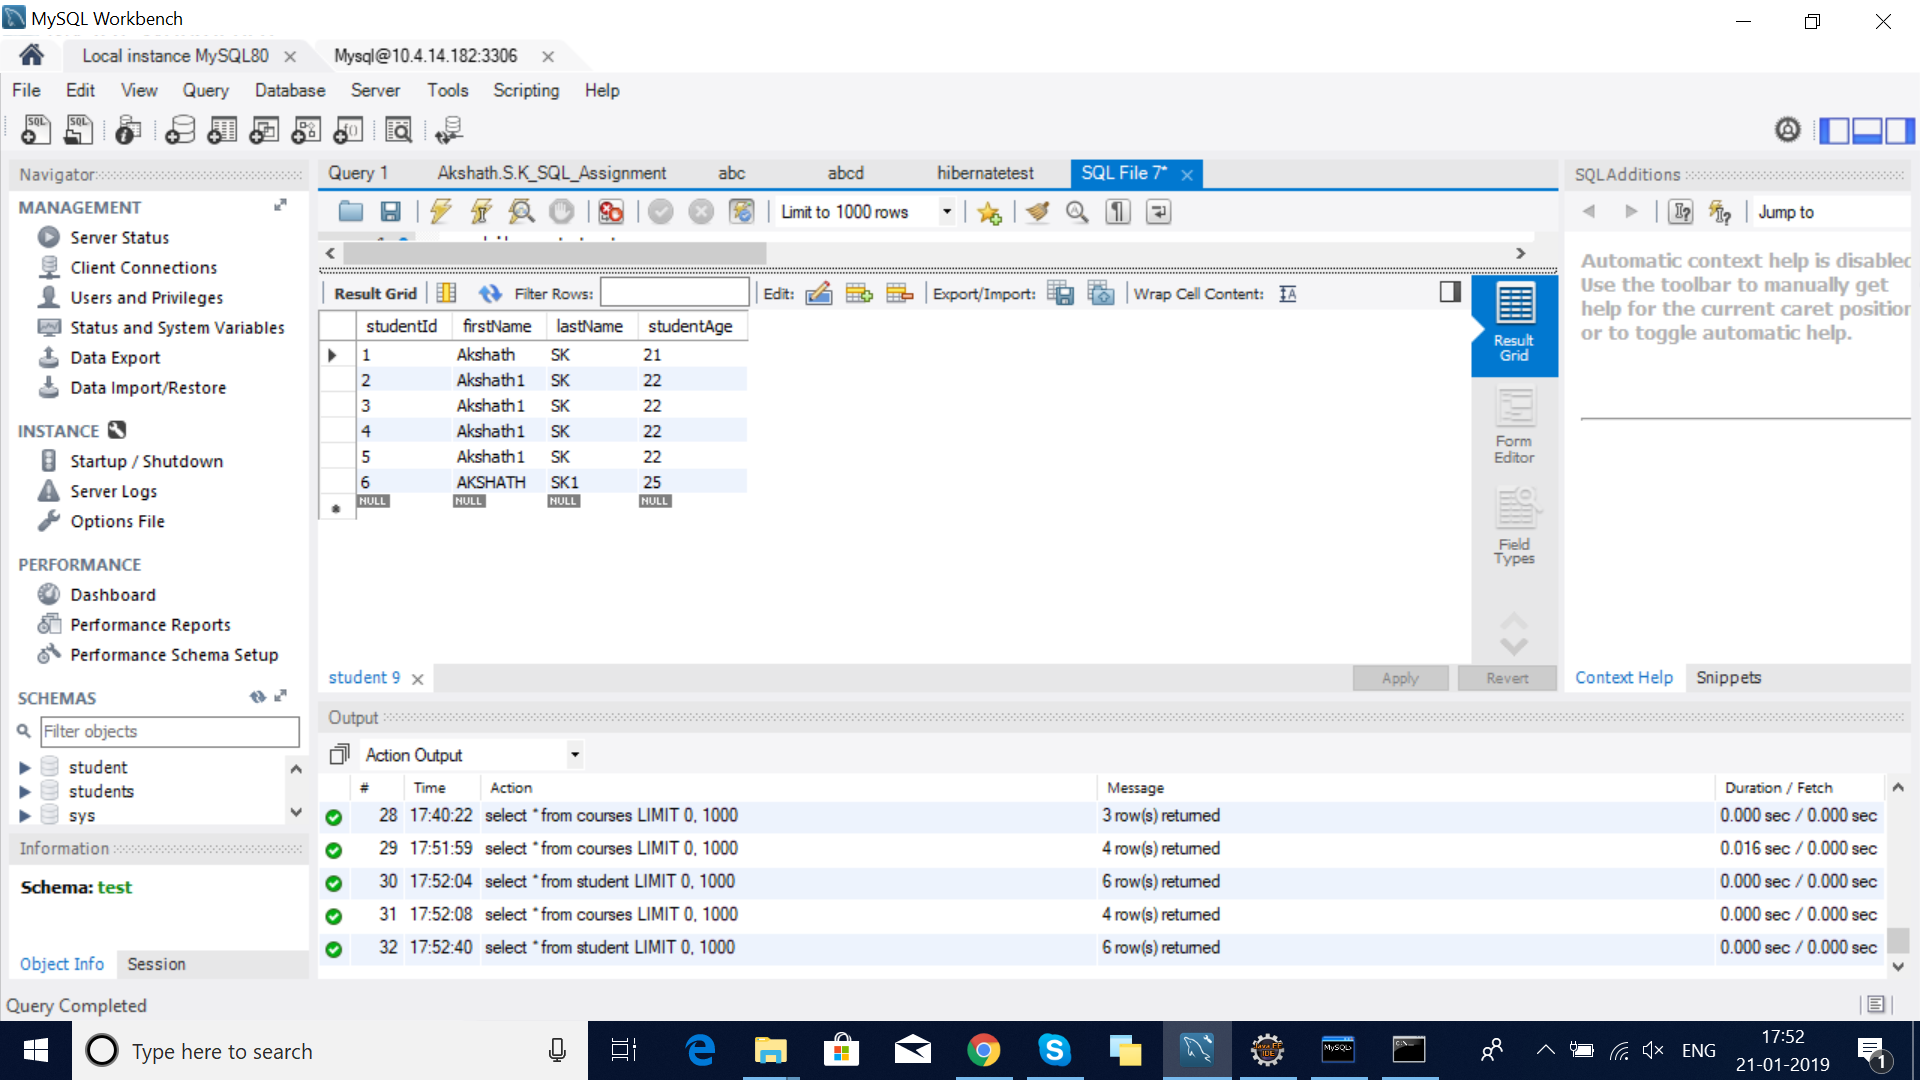 MySQL Workbench
Local instance MySQL80
Mysql@10.4.14.182:3306
File Edit View Query Database Server Tools Scripting Help
Navigator
MANAGEMENT
Server Status
Client Connections
Users and Privileges
Status and System Variables
Data Export
Data Import/Restore
INSTANCE
Startup / Shutdown
Server Logs
Options File
PERFORMANCE
Dashboard
Performance Reports
Performance Schema Setup
SCHEMAS
Filter objects
student
students
sys
Information
Schema: test
Object Info Session
Query Completed
Query 1 Akshath.S.K_SQL_Assignment abc abcd hibernatetest SQL File 7*
Limit to 1000 rows
Result Grid Filter Rows: Edit: Export/Import: Wrap Cell Content:
studentId firstName lastName studentAge
1 Akshath SK 21
2 Akshath1 SK 22
3 Akshath1 SK 22
4 Akshath1 SK 22
5 Akshath1 SK 22
6 AKSHATH SK1 25
NULL NULL NULL NULL
Result
Grid
Form
Editor
Field
Types
student 9
Apply Revert
SQLAdditions
Jump to
Automatic context help is disabled
Use the toolbar to manually get
help for the current caret position
or to toggle automatic help.
Context Help Snippets
Output
Action Output
# Time Action Message Duration / Fetch
28 17:40:22 select * from courses LIMIT 0, 1000 3 row(s) returned 0.000 sec / 0.000 sec
29 17:51:59 select * from courses LIMIT 0, 1000 4 row(s) returned 0.016 sec / 0.000 sec
30 17:52:04 select * from student LIMIT 0, 1000 6 row(s) returned 0.000 sec / 0.000 sec
31 17:52:08 select * from courses LIMIT 0, 1000 4 row(s) returned 0.000 sec / 0.000 sec
32 17:52:40 select * from student LIMIT 0, 1000 6 row(s) returned 0.000 sec / 0.000 sec
Type here to search
ENG
17:52
21-01-2019
1